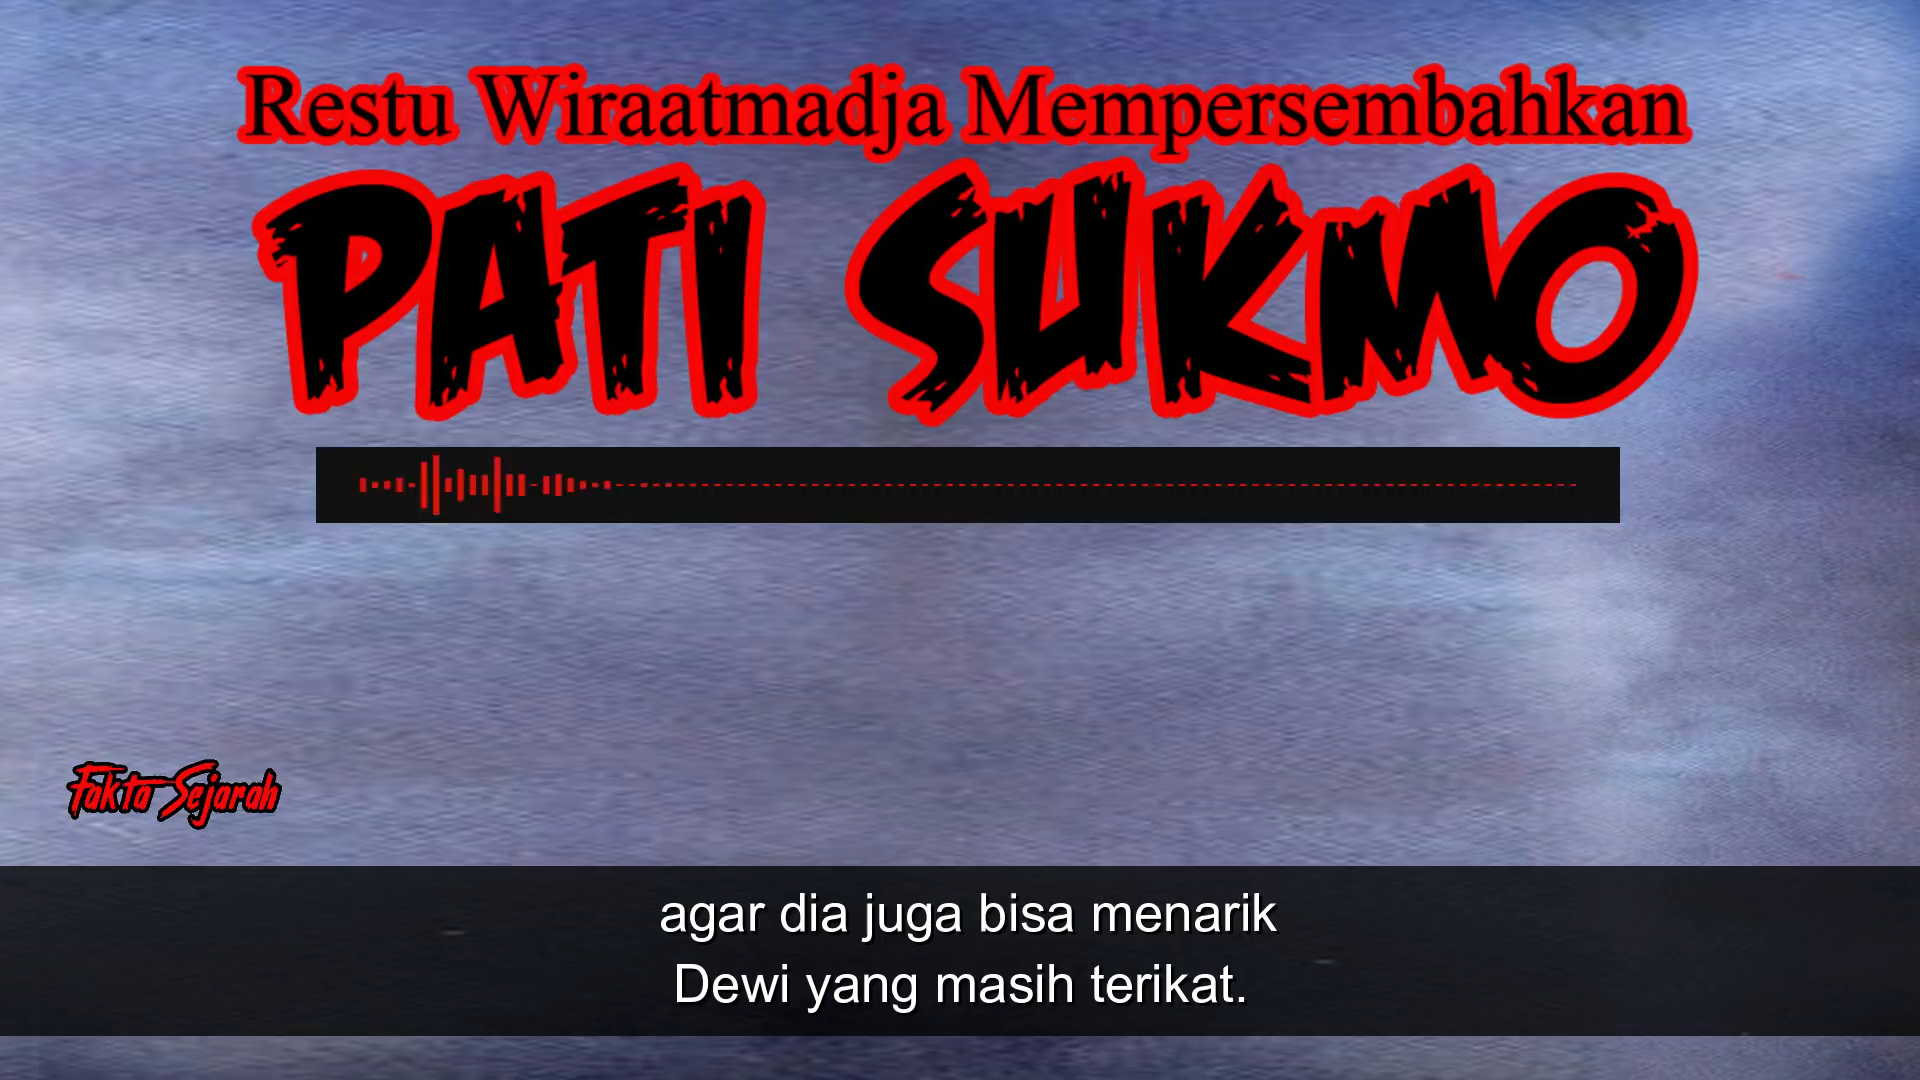 Restu Wiraatmadja Mempersembahkan
PATI SUKMO
Fakta Sejarah
agar dia juga bisa menarik
Dewi yang masih terikat.